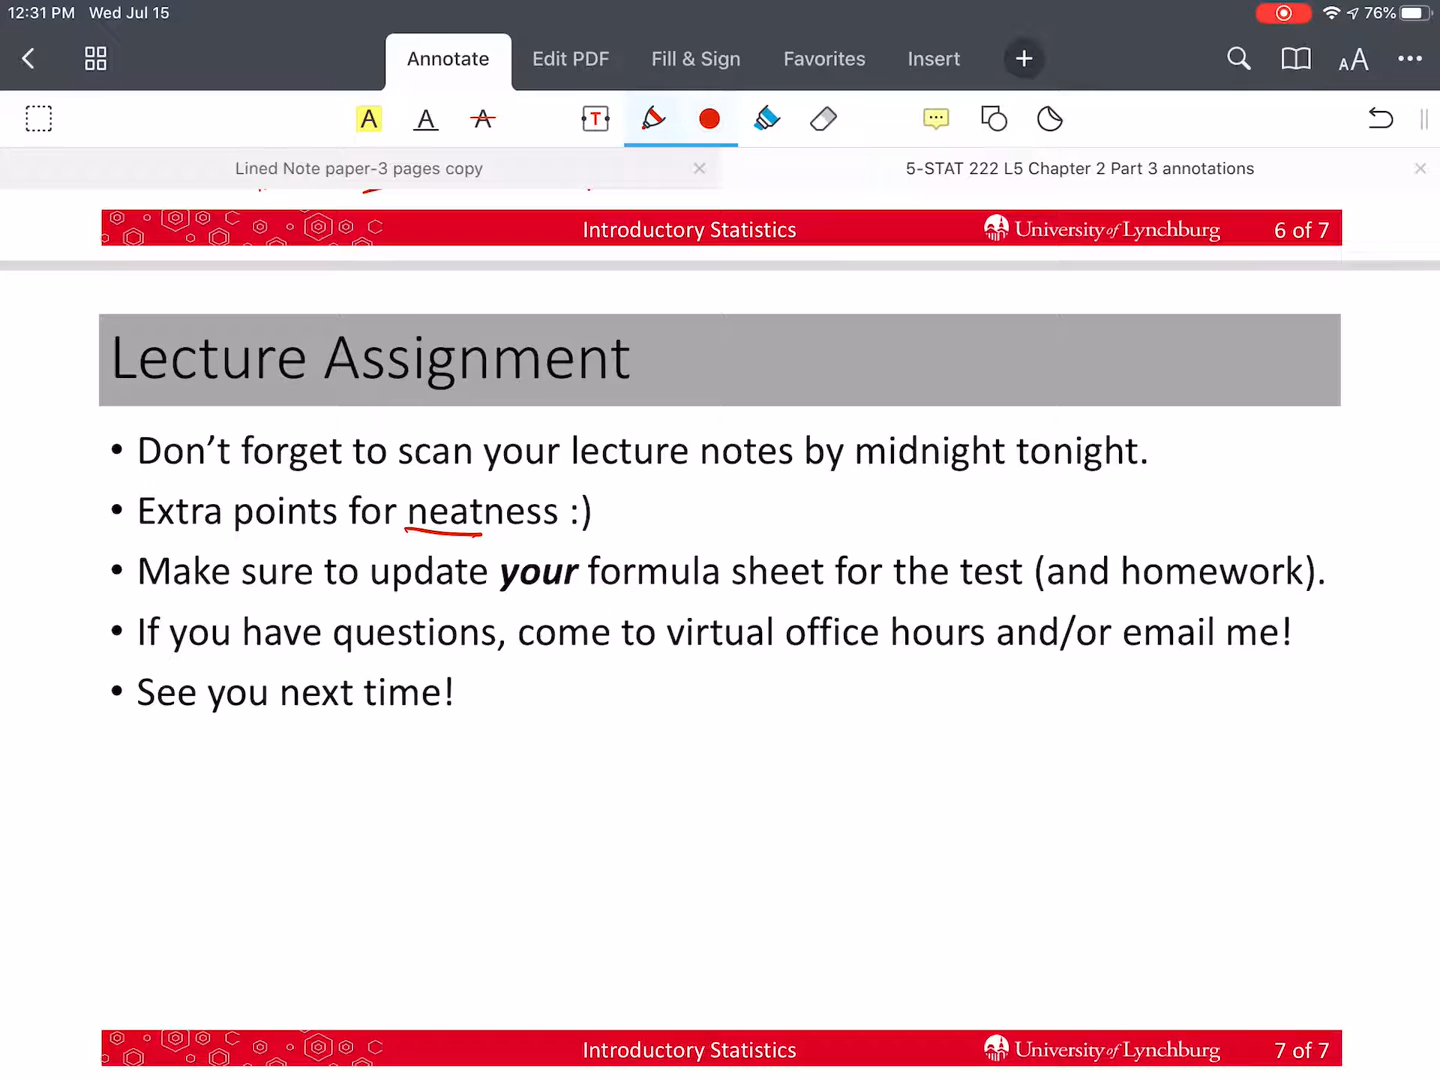 12:31 PM Wed Jul 15
76%
Annotate
Edit PDF
Fill & Sign
Favorites
Insert
Lined Note paper-3 pages copy
5-STAT 222 L5 Chapter 2 Part 3 annotations
Introductory Statistics
University of Lynchburg
6 of 7
Lecture Assignment
• Don’t forget to scan your lecture notes by midnight tonight.
• Extra points for neatness :)
• Make sure to update your formula sheet for the test (and homework).
• If you have questions, come to virtual office hours and/or email me!
• See you next time!
Introductory Statistics
University of Lynchburg
7 of 7